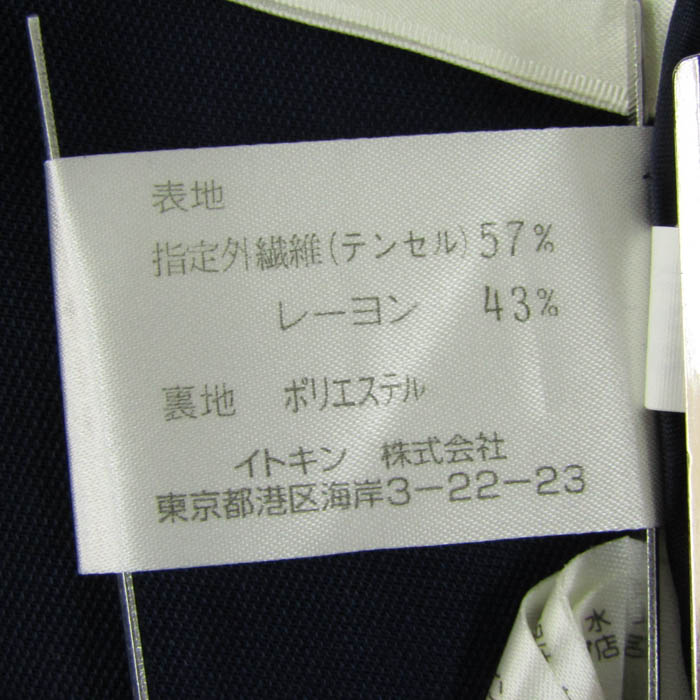 表地
指定外繊維(テンセル)57%
レーヨン 43%
裏地 ポリエステル
イトキン 株式会社
東京都港区海岸3-22-23
水
店